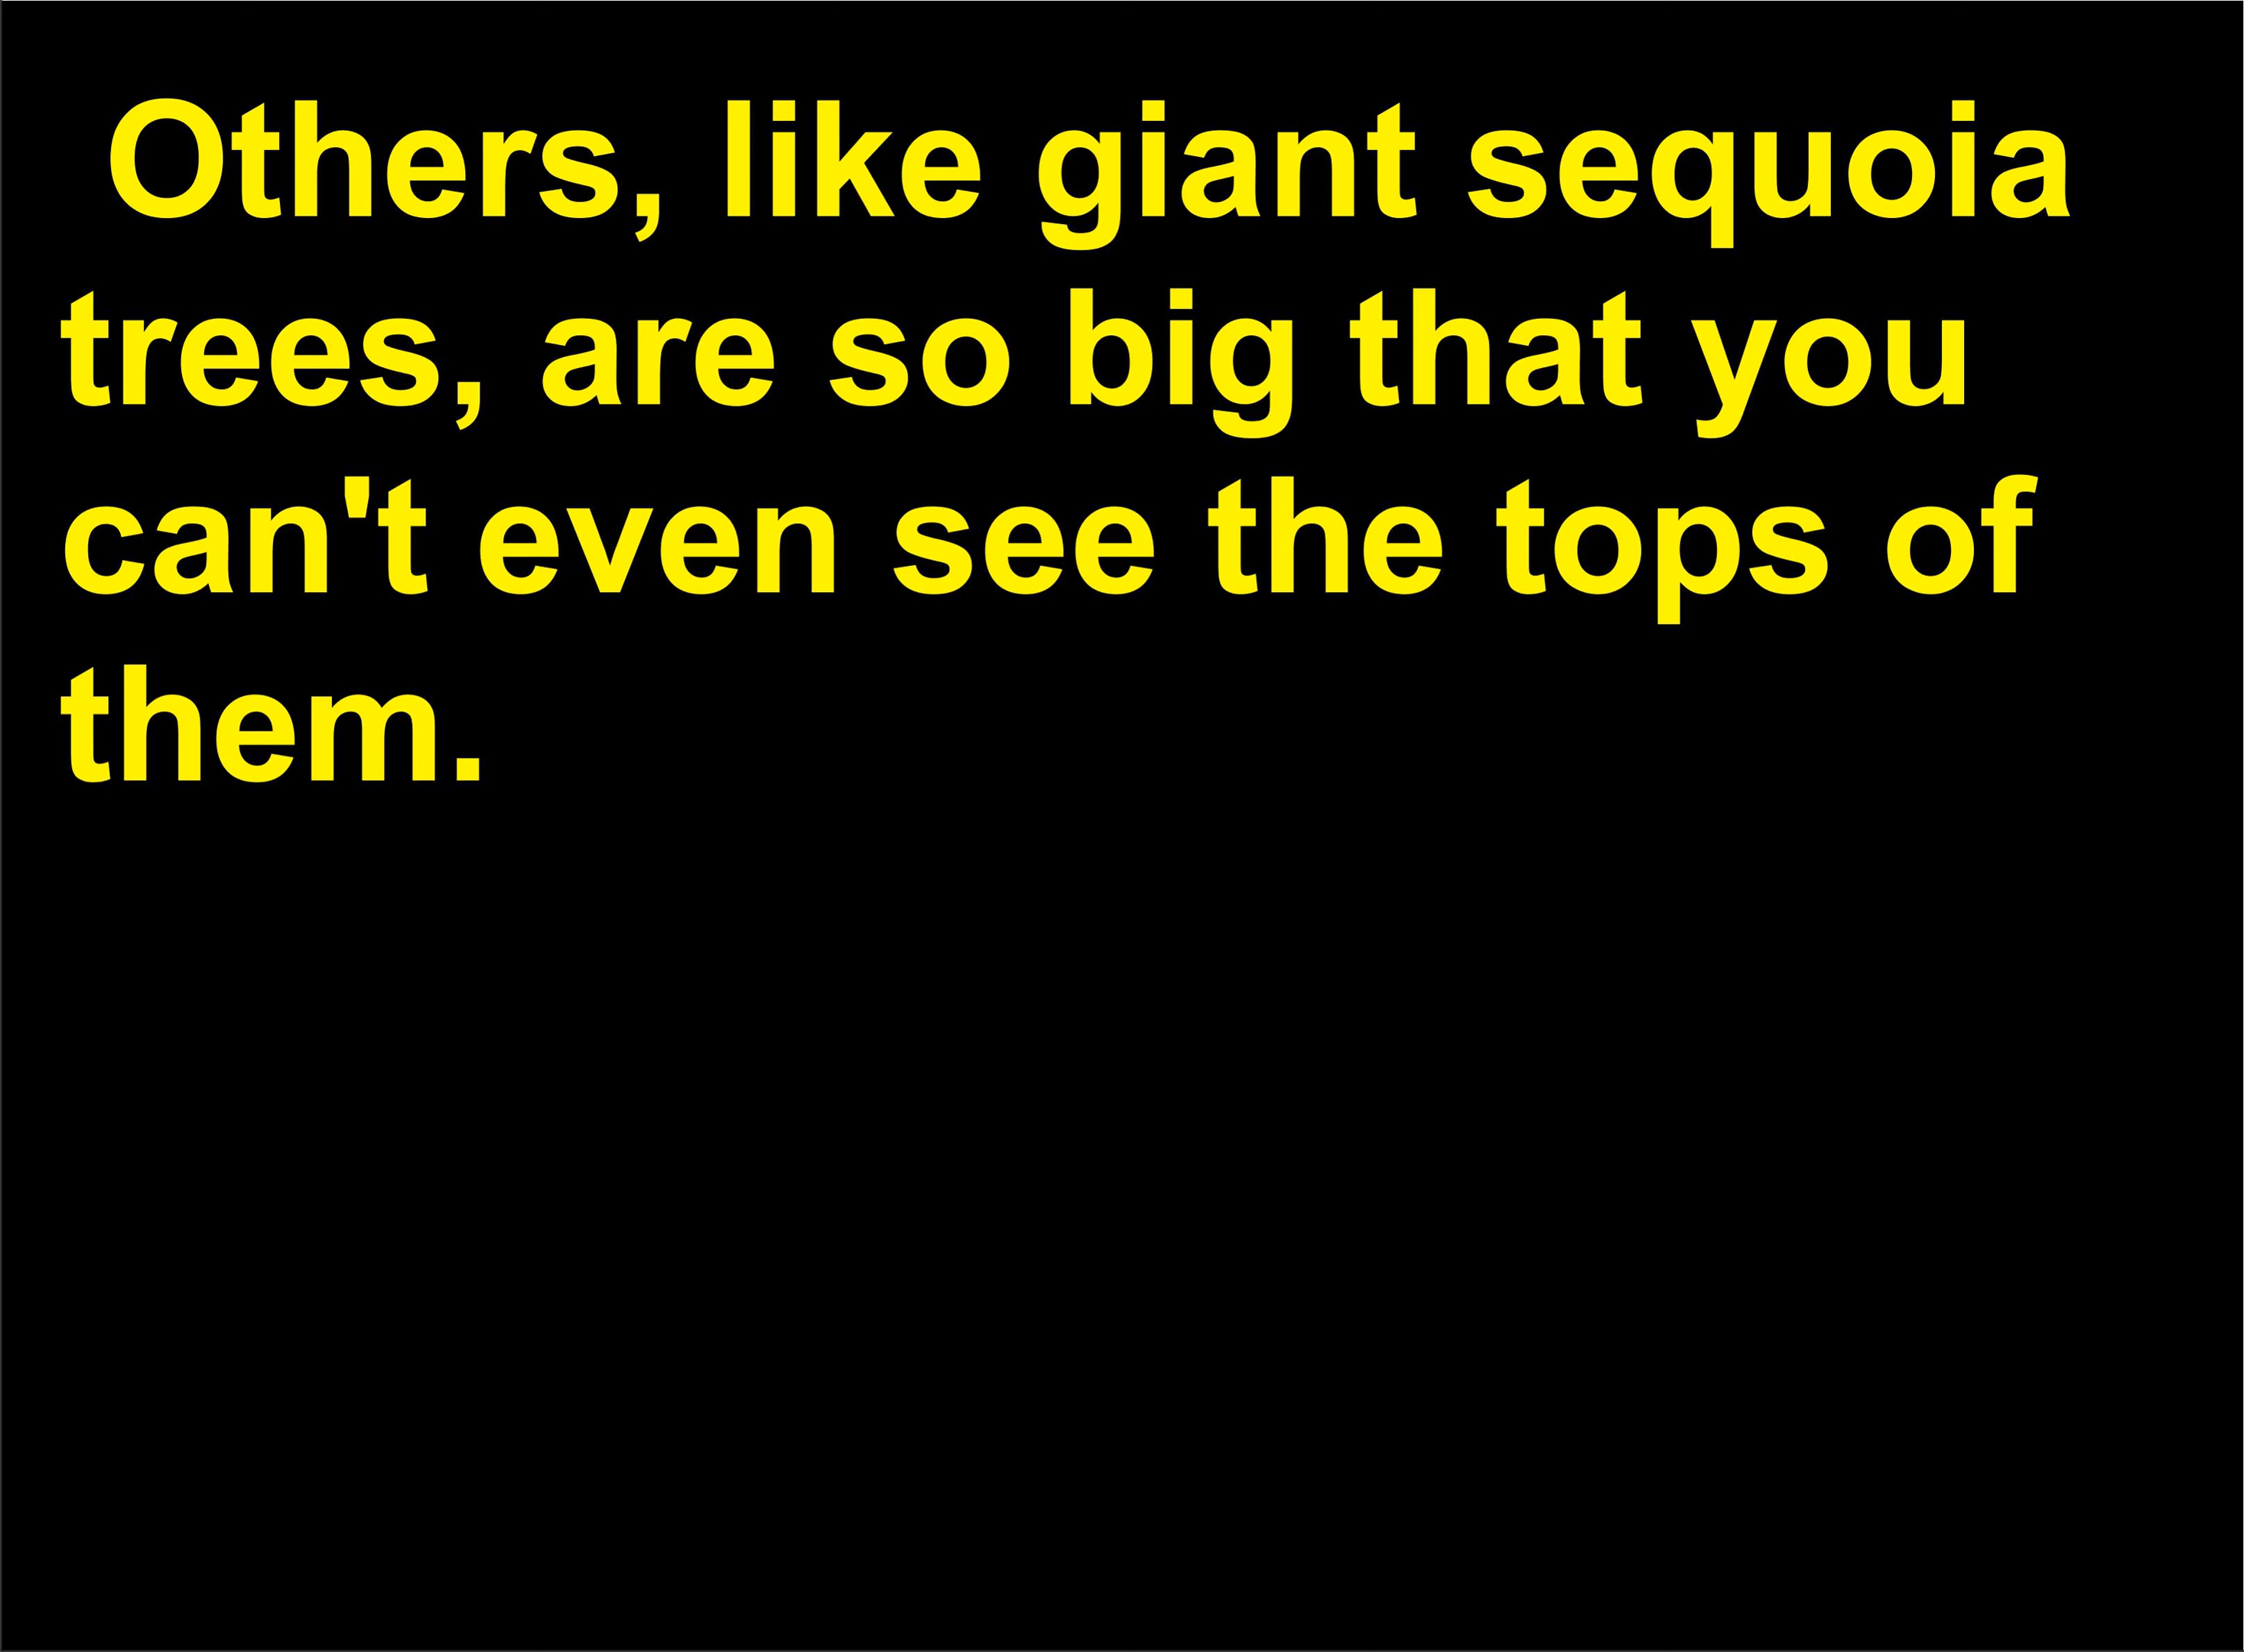 Others, like giant sequoia
trees, are so big that you
can't even see the tops of
them.